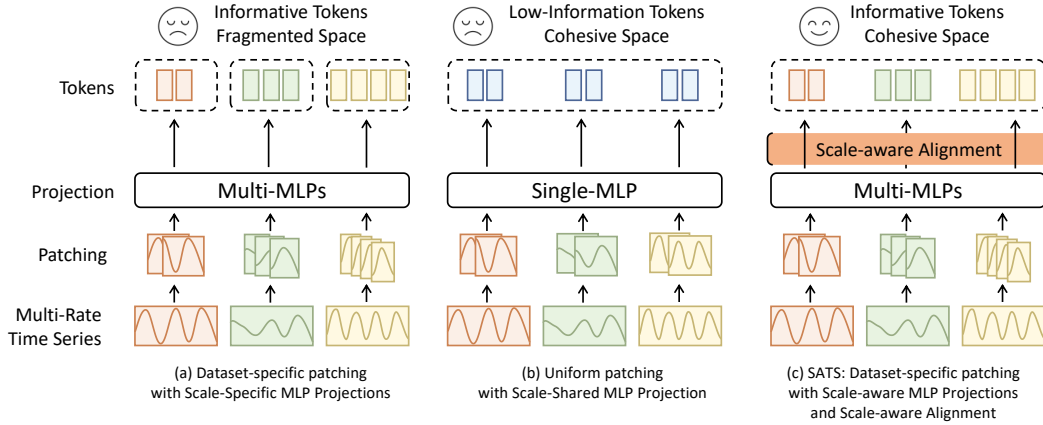 Informative Tokens
Fragmented Space
Low-Information Tokens
Cohesive Space
Informative Tokens
Cohesive Space
Tokens
Scale-aware Alignment
Projection
Multi-MLPs
Single-MLP
Multi-MLPs
Patching
Multi-Rate
Time Series
(a) Dataset-specific patching
with Scale-Specific MLP Projections
(b) Uniform patching
with Scale-Shared MLP Projection
(c) SATS: Dataset-specific patching
with Scale-aware MLP Projections
and Scale-aware Alignment